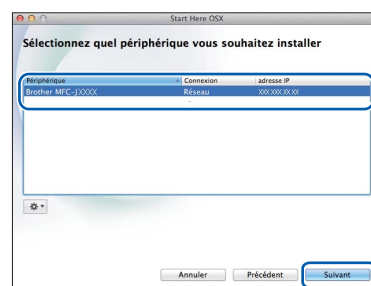 Start Here OSX
Sélectionnez quel périphérique vous souhaitez installer
Périphérique Connexion adresse IP
Brother MFC-JXXXX Réseau XXX.XXX.XX.XX
Annuler Précédent Suivant